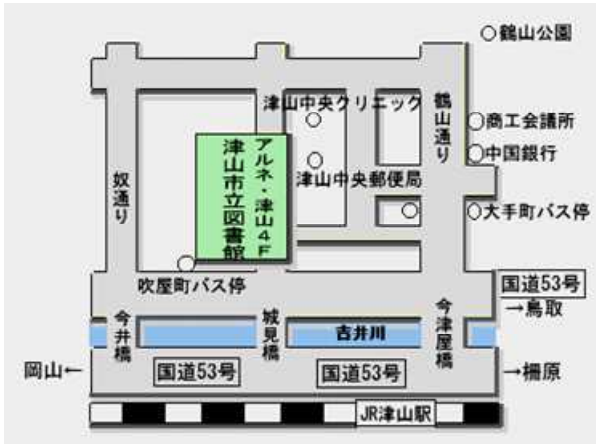 鶴山公園
津山中央クリニック
鶴山通り
商工会議所
中国銀行
アルネ・津山4F
津山市立図書館
津山中央郵便局
奴通り
大手町バス停
吹屋町バス停
国道53号
→鳥取
今井橋
城見橋
吉井川
今津屋橋
岡山←
国道53号
国道53号
→柵原
JR津山駅